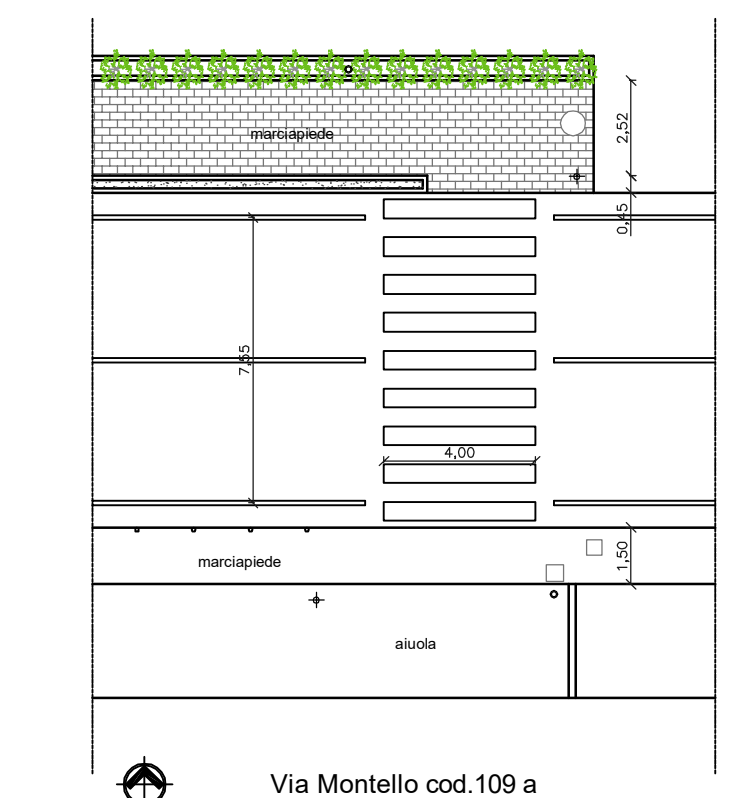 marciapiede
2,52
0,45
7,55
4,00
marciapiede
1,50
aiuola
Via Montello cod.109 a